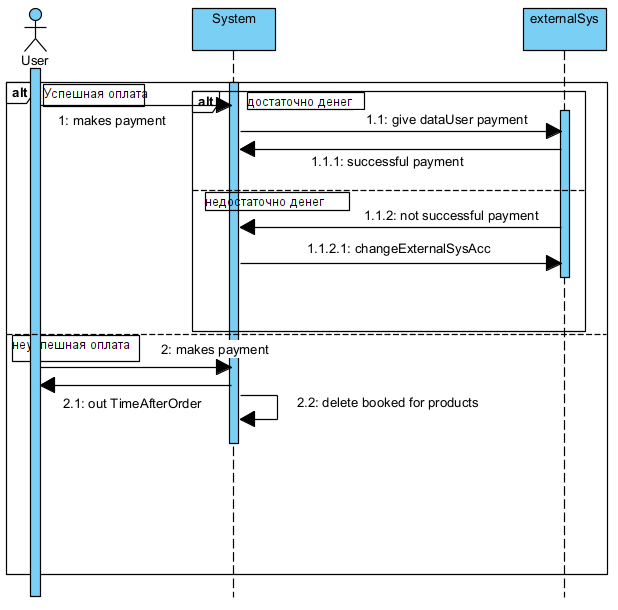 System
externalSys
User
alt
Успешная оплата
alt
достаточно денег
1: makes payment
1.1: give dataUser payment
1.1.1: successful payment
недостаточно денег
1.1.2: not successful payment
1.1.2.1: changeExternalSysAcc
неуспешная оплата
2: makes payment
2.1: out TimeAfterOrder
2.2: delete booked for products